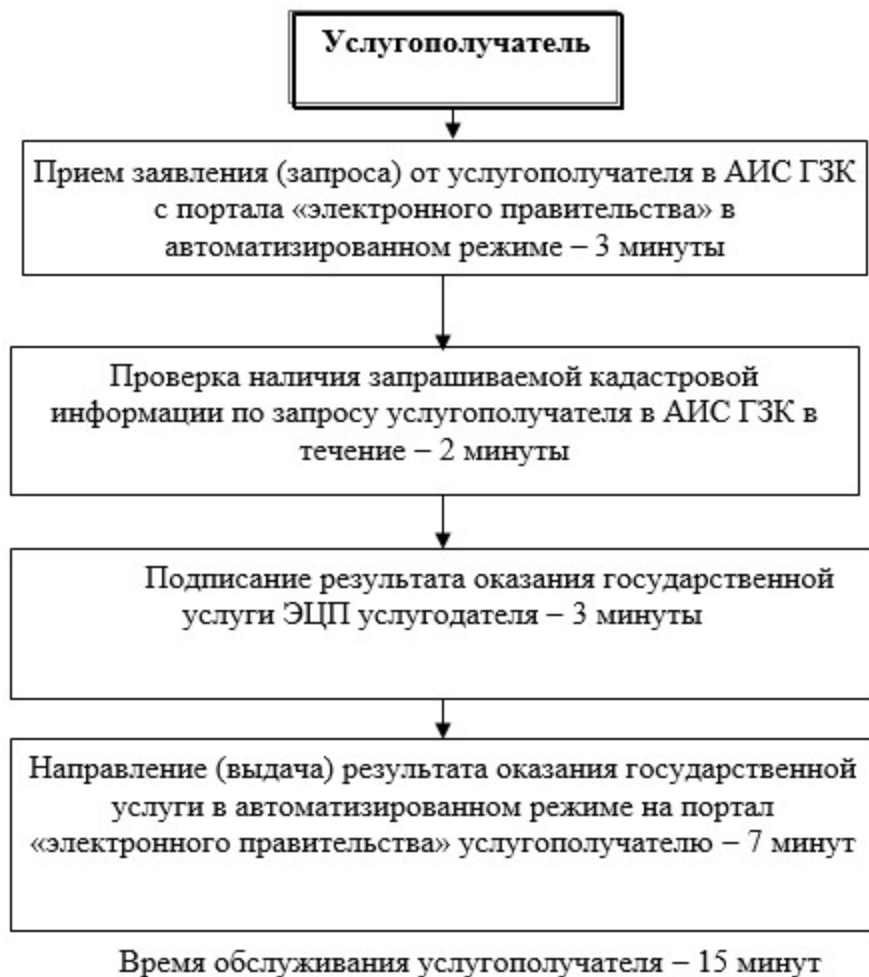 Услугополучатель
Прием заявления (запроса) от услугополучателя в АИС ГЗК
с портала «электронного правительства» в
автоматизированном режиме – 3 минуты
Проверка наличия запрашиваемой кадастровой
информации по запросу услугополучателя в АИС ГЗК в
течение – 2 минуты
Подписание результата оказания государственной
услуги ЭЦП услугодателя – 3 минуты
Направление (выдача) результата оказания государственной
услуги в автоматизированном режиме на портал
«электронного правительства» услугополучателю – 7 минут
Время обслуживания услугополучателя – 15 минут